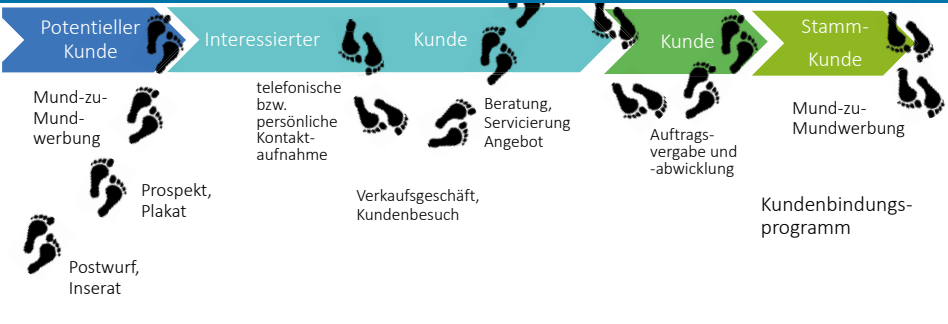 Potentieller
Kunde
Interessierter
Kunde
Kunde
Stamm-
Kunde
Mund-zu-
Mund-
werbung
Prospekt,
Plakat
Postwurf,
Inserat
telefonische
bzw.
persönliche
Kontakt-
aufnahme
Verkaufsgeschäft,
Kundenbesuch
Beratung,
Servicierung
Angebot
Auftrags-
vergabe und
-abwicklung
Mund-zu-
Mundwerbung
Kundenbindungs-
programm